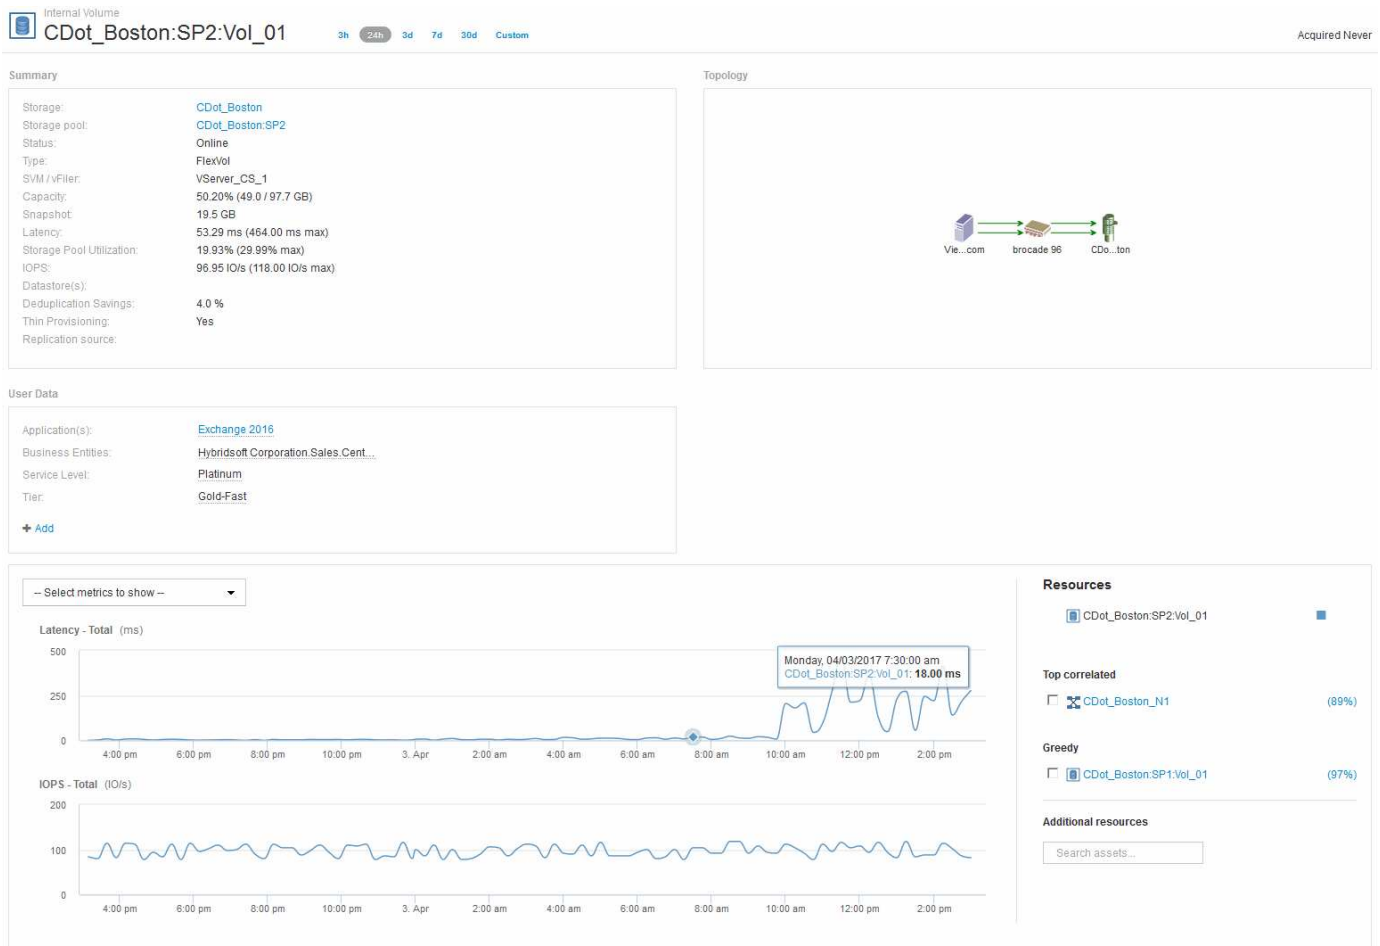 Internal Volume
CDot_Boston:SP2:Vol_01
3h 24h 3d 7d 30d Custom
Acquired Never
Summary
Storage: CDot_Boston
Storage pool: CDot_Boston:SP2
Status: Online
Type: FlexVol
SVM / vFiler: VServer_CS_1
Capacity: 50.20% (49.0 / 97.7 GB)
Snapshot: 19.5 GB
Latency: 53.29 ms (464.00 ms max)
Storage Pool Utilization: 19.93% (29.99% max)
IOPS: 96.95 IO/s (118.00 IO/s max)
Datastore(s):
Deduplication Savings: 4.0 %
Thin Provisioning: Yes
Replication source:
Topology
Vie...com brocade 96 CDo...ton
User Data
Application(s): Exchange 2016
Business Entities: Hybridsoft Corporation.Sales.Cent...
Service Level: Platinum
Tier: Gold-Fast
+ Add
-- Select metrics to show --
Latency - Total (ms)
500
250
0
Monday, 04/03/2017 7:30:00 am
CDot_Boston:SP2:Vol_01: 18.00 ms
4:00 pm 6:00 pm 8:00 pm 10:00 pm 3. Apr 2:00 am 4:00 am 6:00 am 8:00 am 10:00 am 12:00 pm 2:00 pm
IOPS - Total (IO/s)
200
100
0
4:00 pm 6:00 pm 8:00 pm 10:00 pm 3. Apr 2:00 am 4:00 am 6:00 am 8:00 am 10:00 am 12:00 pm 2:00 pm
Resources
CDot_Boston:SP2:Vol_01
Top correlated
CDot_Boston_N1 (89%)
Greedy
CDot_Boston:SP1:Vol_01 (97%)
Additional resources
Search assets...